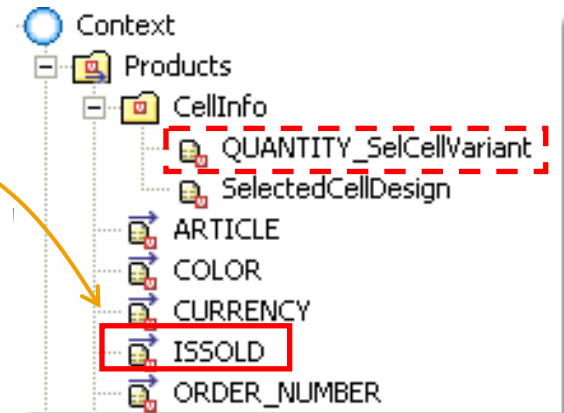 Context
Products
CellInfo
QUANTITY_SelCellVariant
SelectedCellDesign
ARTICLE
COLOR
CURRENCY
ISSOLD
ORDER_NUMBER